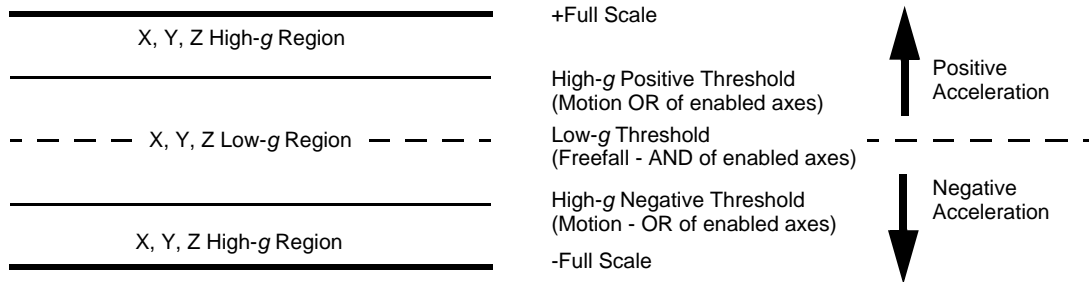 +Full Scale
X, Y, Z High-g Region
High-g Positive Threshold
(Motion OR of enabled axes)
Positive
Acceleration
X, Y, Z Low-g Region
Low-g Threshold
(Freefall - AND of enabled axes)
High-g Negative Threshold
(Motion - OR of enabled axes)
Negative
Acceleration
X, Y, Z High-g Region
-Full Scale